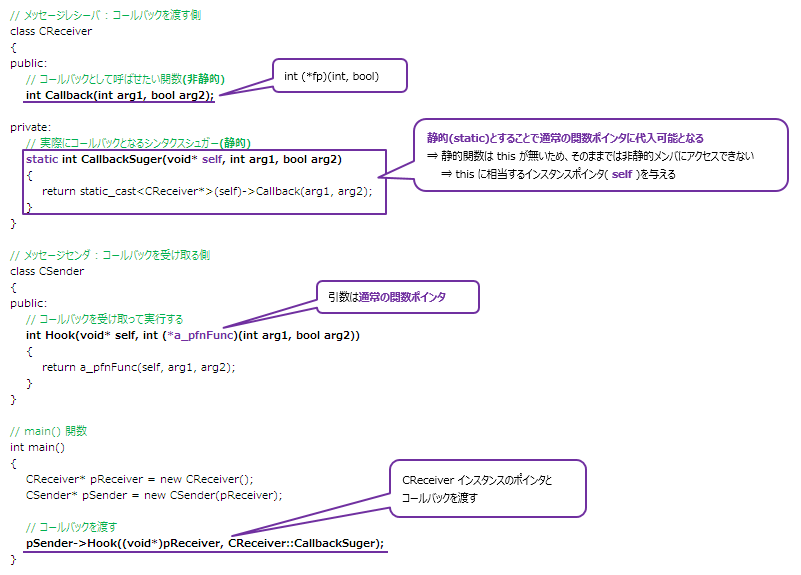 // メッセージレシーバ : コールバックを渡す側
class CReceiver
{
public:
// コールバックとして呼ばせたい関数(非静的)
int Callback(int arg1, bool arg2);
int (*fp)(int, bool)
private:
// 実際にコールバックとなるシンタクスシュガー(静的)
static int CallbackSuger(void* self, int arg1, bool arg2)
{
return static_cast<CReceiver*>(self)->Callback(arg1, arg2);
}
}
静的(static)とすることで通常の関数ポインタに代入可能となる
⇒ 静的関数は this が無いため、そのままでは非静的メンバにアクセスできない
⇒ this に相当するインスタンスポインタ( self )を与える
// メッセージセンダ : コールバックを受け取る側
class CSender
{
public:
引数は通常の関数ポインタ
// コールバックを受け取って実行する
int Hook(void* self, int (*a_pfnFunc)(int arg1, bool arg2))
{
return a_pfnFunc(self, arg1, arg2);
}
}
// main() 関数
int main()
{
CReceiver* pReceiver = new CReceiver();
CSender* pSender = new CSender(pReceiver);
CReceiver インスタンスのポインタと
コールバックを渡す
// コールバックを渡す
pSender->Hook((void*)pReceiver, CReceiver::CallbackSuger);
}